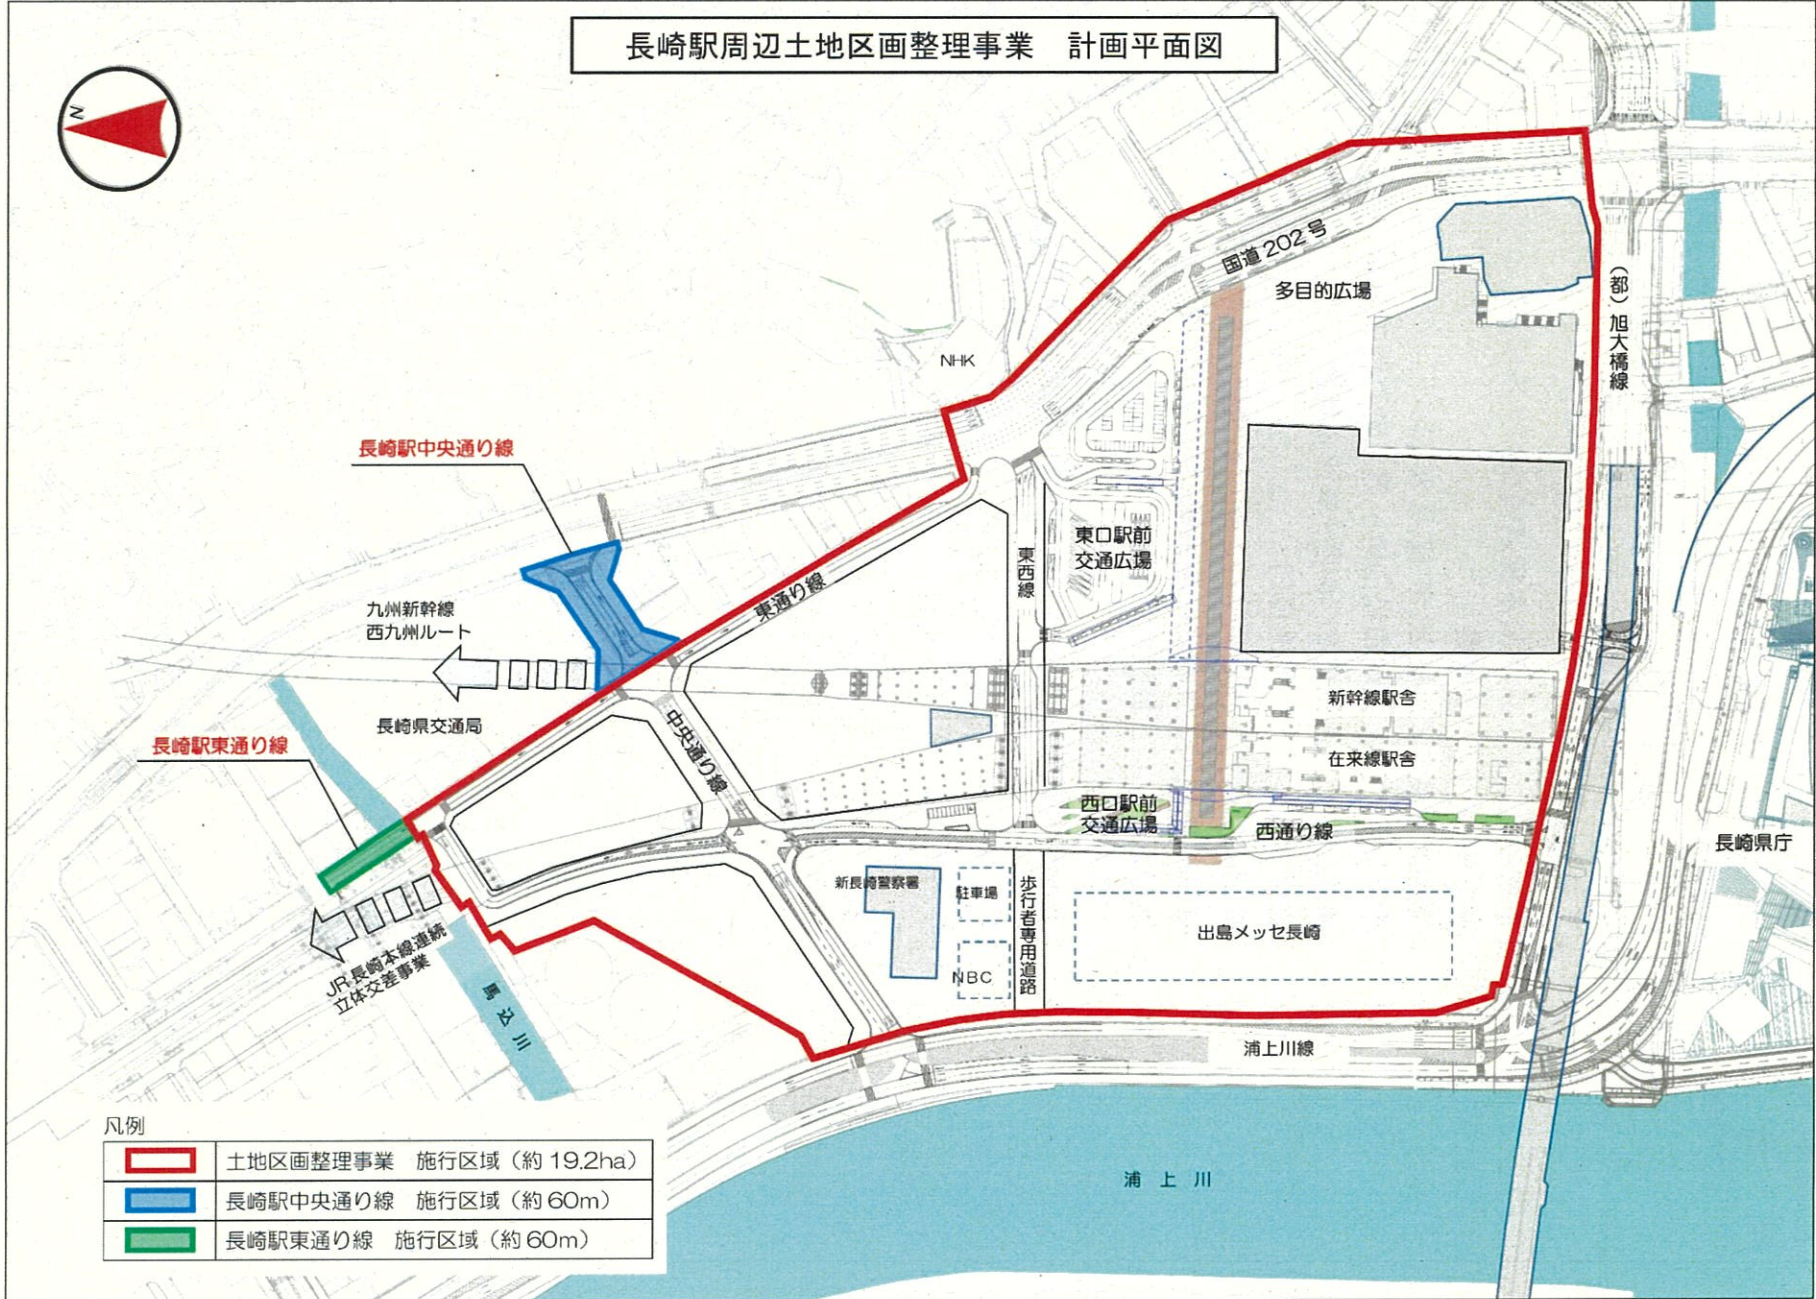 長崎駅周辺土地区画整理事業　計画平面図
N
国道202号
多目的広場
(都)旭大橋線
NHK
長崎駅中央通り線
東口駅前
交通広場
東西線
東通り線
九州新幹線
西九州ルート
長崎県交通局
中央通り線
新幹線駅舎
在来線駅舎
長崎駅東通り線
西口駅前
交通広場
西通り線
長崎県庁
新長崎警察署
駐車場
歩行者専用道路
出島メッセ長崎
NBC
JR長崎本線連続
立体交差事業
馬込川
浦上川線
浦上川
凡例
土地区画整理事業　施行区域（約19.2ha）
長崎駅中央通り線　施行区域（約60m）
長崎駅東通り線　施行区域（約60m）